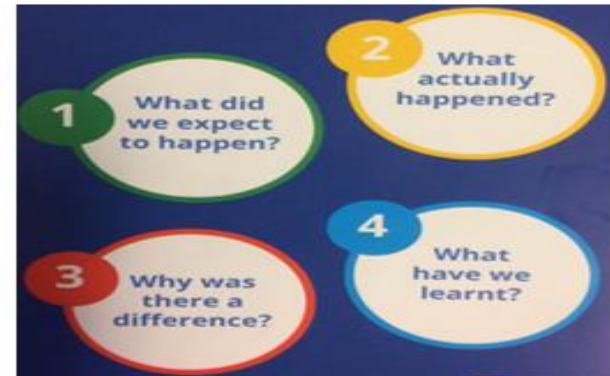 1
What did
we expect
to happen?
2
What
actually
happened?
3
Why was
there a
difference?
4
What
have we
learnt?